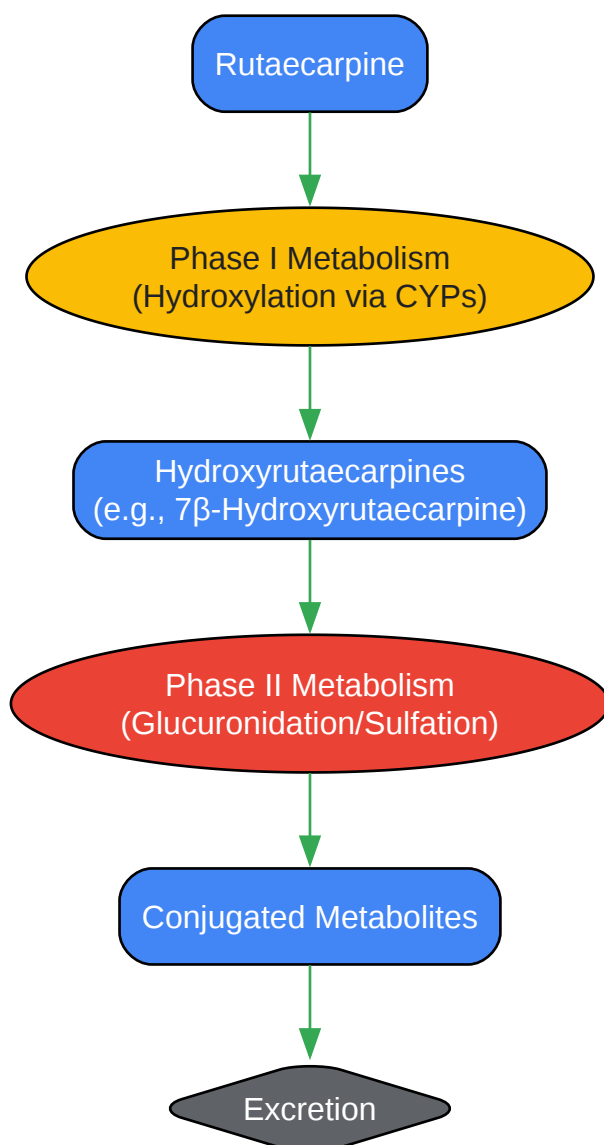 Rutaecarpine
Phase I Metabolism
(Hydroxylation via CYPs)
Hydroxyrutaecarpines
(e.g., 7β-Hydroxyrutaecarpine)
Phase II Metabolism
(Glucuronidation/Sulfation)
Conjugated Metabolites
Excretion